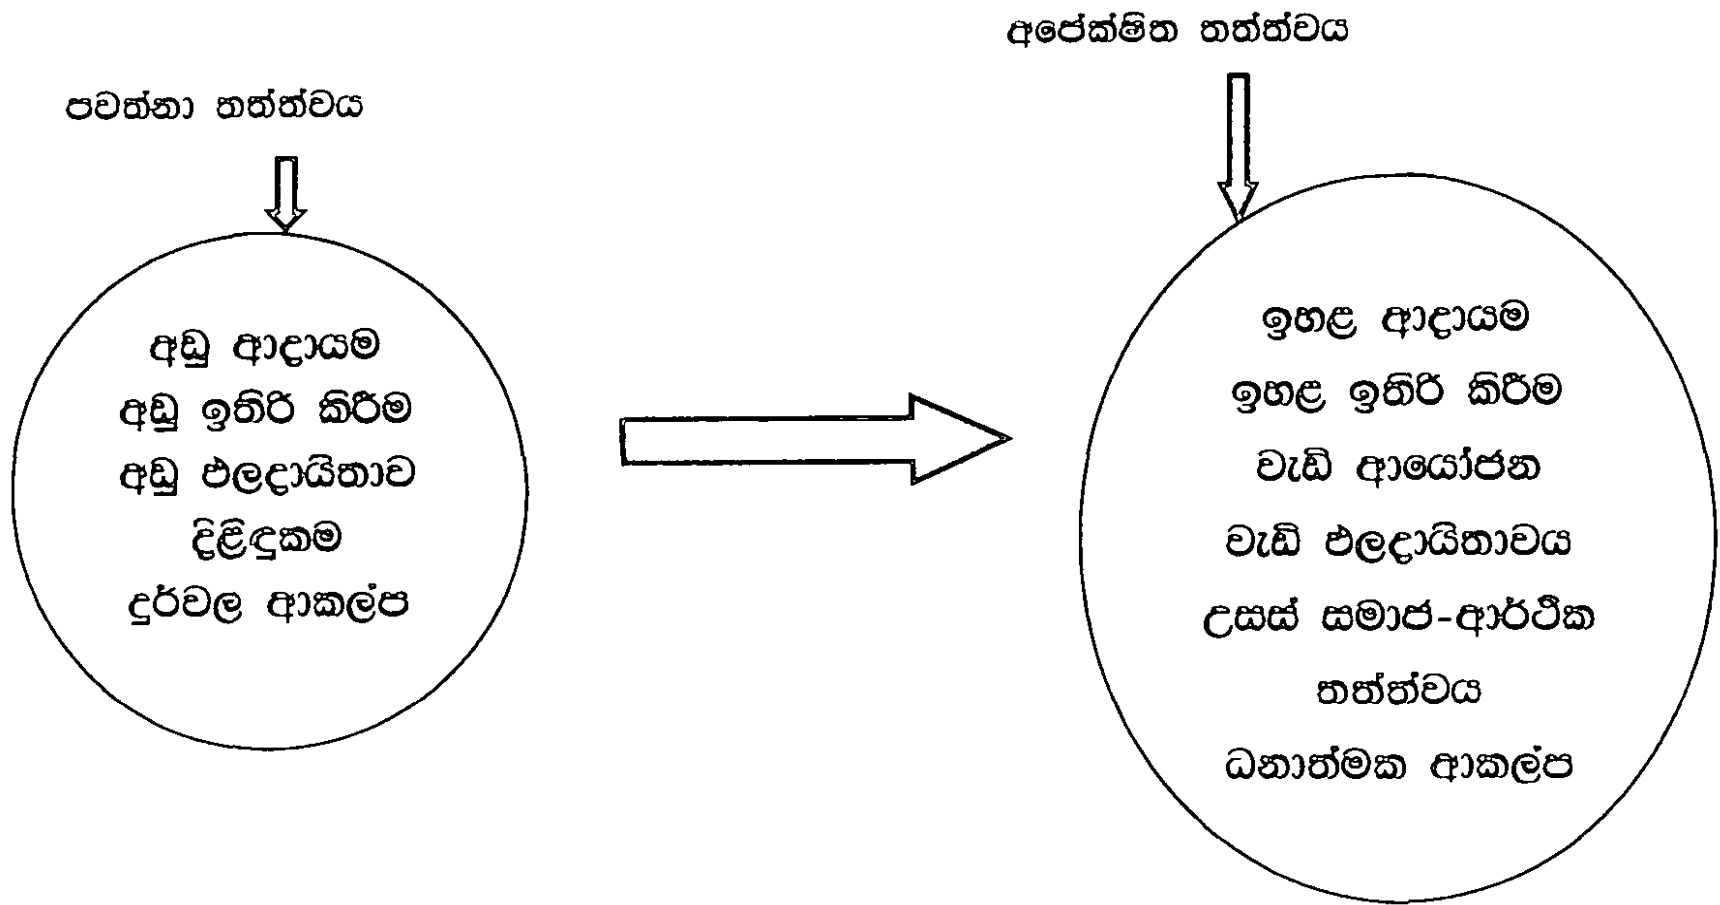 අපේක්ෂිත තත්ත්වය
පවත්නා තත්ත්වය
අඩු ආදායම
අඩු ඉතිරි කිරීම
අඩු ඵලදායිතාව
දිළිඳුකම
දුර්වල ආකල්ප
ඉහළ ආදායම
ඉහළ ඉතිරි කිරීම
වැඩි ආයෝජන
වැඩි ඵලදායිතාවය
උසස් සමාජ-ආර්ථික
තත්ත්වය
ධනාත්මක ආකල්ප